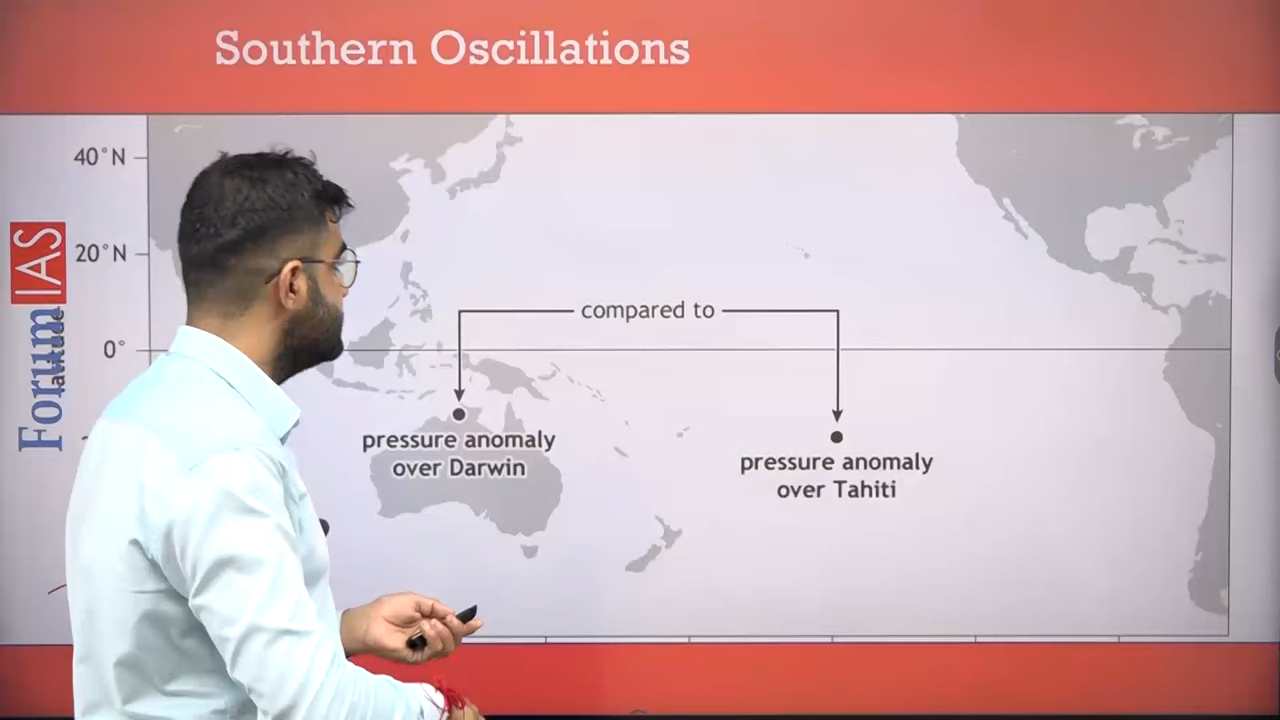 Southern Oscillations
40°N
20°N
0°
Forum IAS
compared to
pressure anomaly
over Darwin
pressure anomaly
over Tahiti